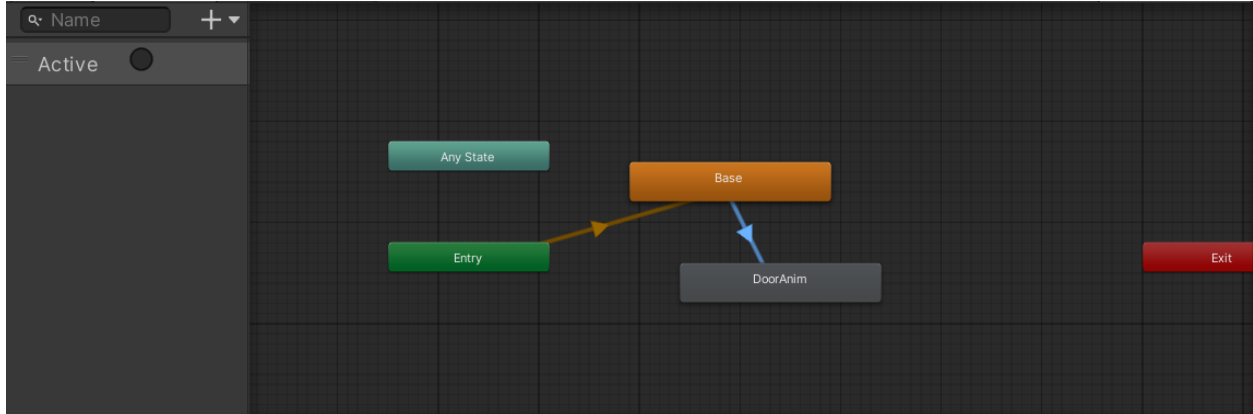 Name
Active
Any State
Base
Entry
DoorAnim
Exit